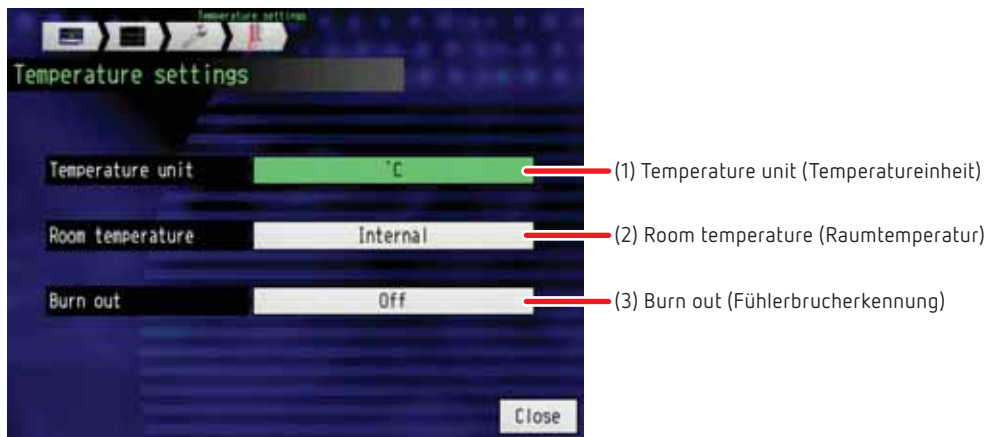 Temperature settings
Temperature settings
Temperature unit
°C
(1) Temperature unit (Temperatureinheit)
Room temperature
Internal
(2) Room temperature (Raumtemperatur)
Burn out
Off
(3) Burn out (Fühlerbrucherkennung)
Close